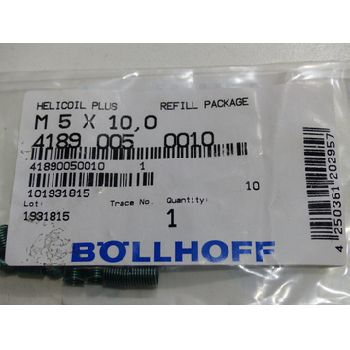 HELICOIL PLUS REFILL PACKAGE
M 5 X 10,0
4189 005 0010
41890050010 1
101931815 10
Lot: Trace No. Quantity:
1931815 1
BÖLLHOFF
4 250361 202957